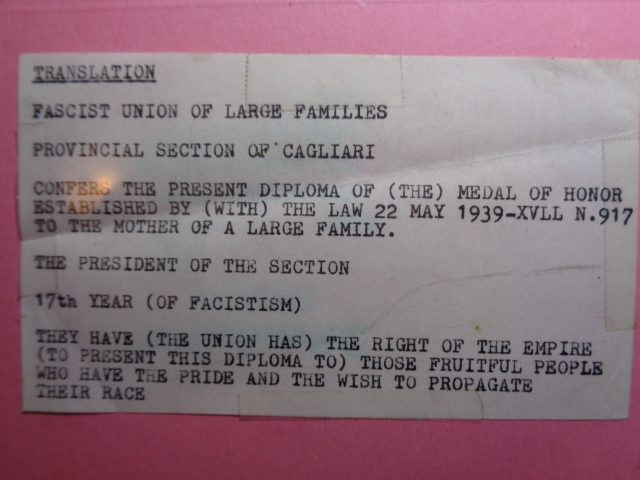 TRANSLATION
FASCIST UNION OF LARGE FAMILIES
PROVINCIAL SECTION OF CAGLIARI
CONFERS THE PRESENT DIPLOMA OF (THE) MEDAL OF HONOR
ESTABLISHED BY (WITH) THE LAW 22 MAY 1939-XVLL N.917
TO THE MOTHER OF A LARGE FAMILY.
THE PRESIDENT OF THE SECTION
17th YEAR (OF FACISTISM)
THEY HAVE (THE UNION HAS) THE RIGHT OF THE EMPIRE
(TO PRESENT THIS DIPLOMA TO) THOSE FRUITFUL PEOPLE
WHO HAVE THE PRIDE AND THE WISH TO PROPAGATE
THEIR RACE